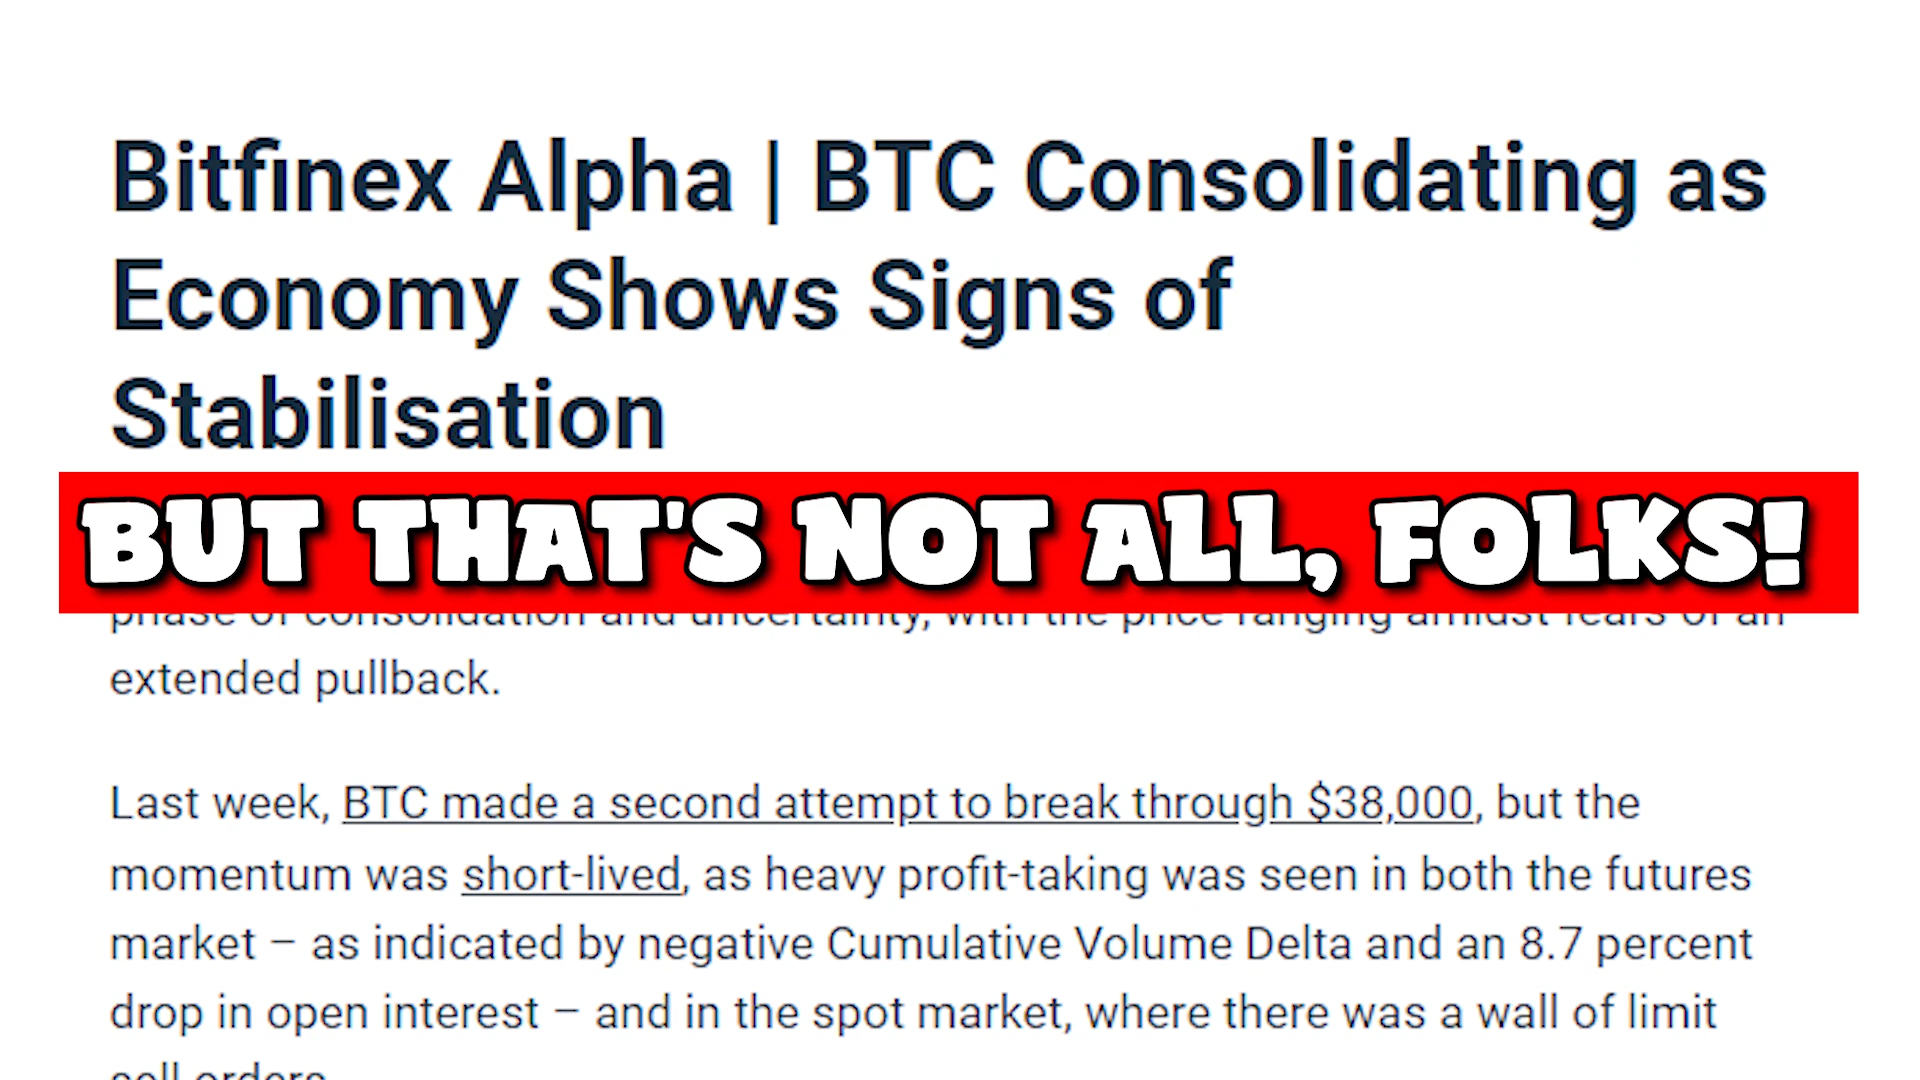 Bitfinex Alpha | BTC Consolidating as
Economy Shows Signs of
Stabilisation
BUT THAT'S NOT ALL, FOLKS!
phase of consolidation and uncertainty, with the price ranging amidst fears of an
extended pullback.
Last week, BTC made a second attempt to break through $38,000, but the
momentum was short-lived, as heavy profit-taking was seen in both the futures
market – as indicated by negative Cumulative Volume Delta and an 8.7 percent
drop in open interest – and in the spot market, where there was a wall of limit
sell orders.